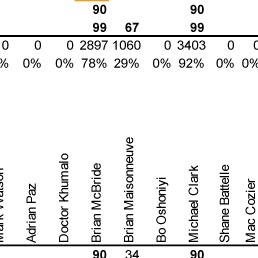 90 90
99 67 99
0 0 0 2897 1060 0 3403 0 0
% 0% 0% 78% 29% 0% 92% 0% 0%
Adrian Paz
Doctor Khumalo
Brian McBride
Brian Maisonneuve
Bo Oshoniyi
Michael Clark
Shane Battelle
Mac Cozier
90 34 90